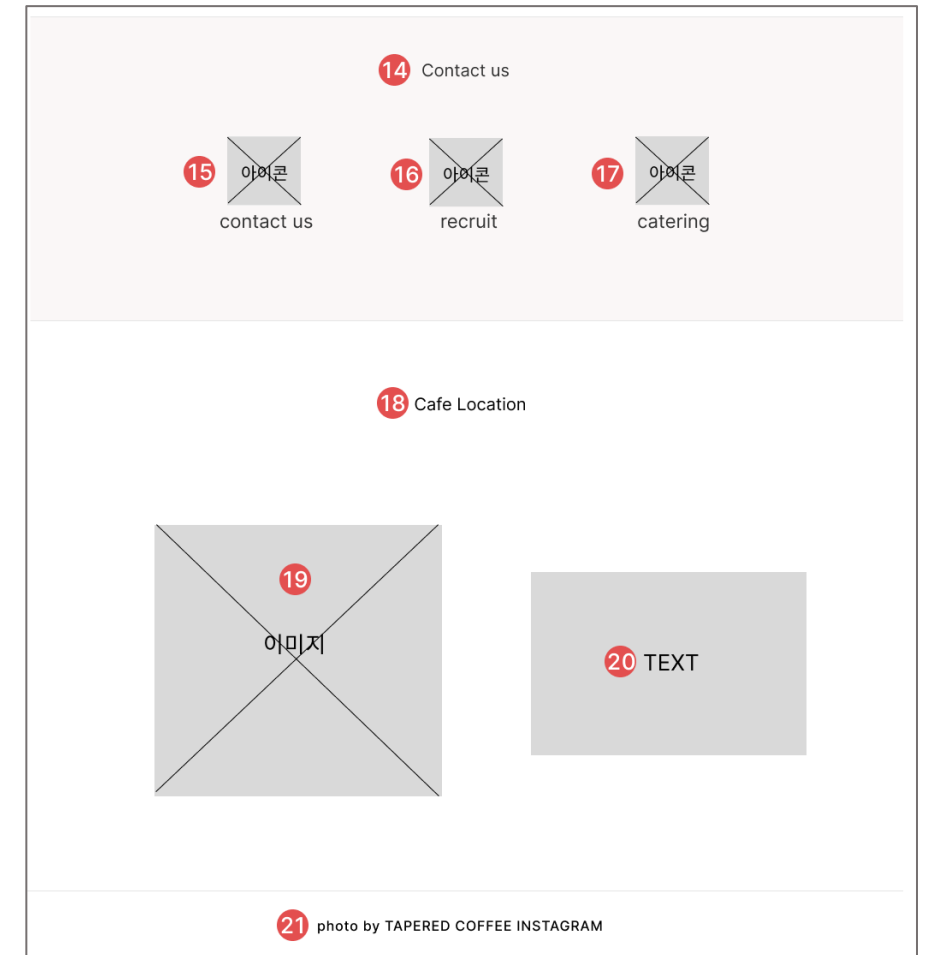 14 Contact us
15 아이콘
16 아이콘
17 아이콘
contact us
recruit
catering
18 Cafe Location
19
이미지
20 TEXT
21 photo by TAPERED COFFEE INSTAGRAM